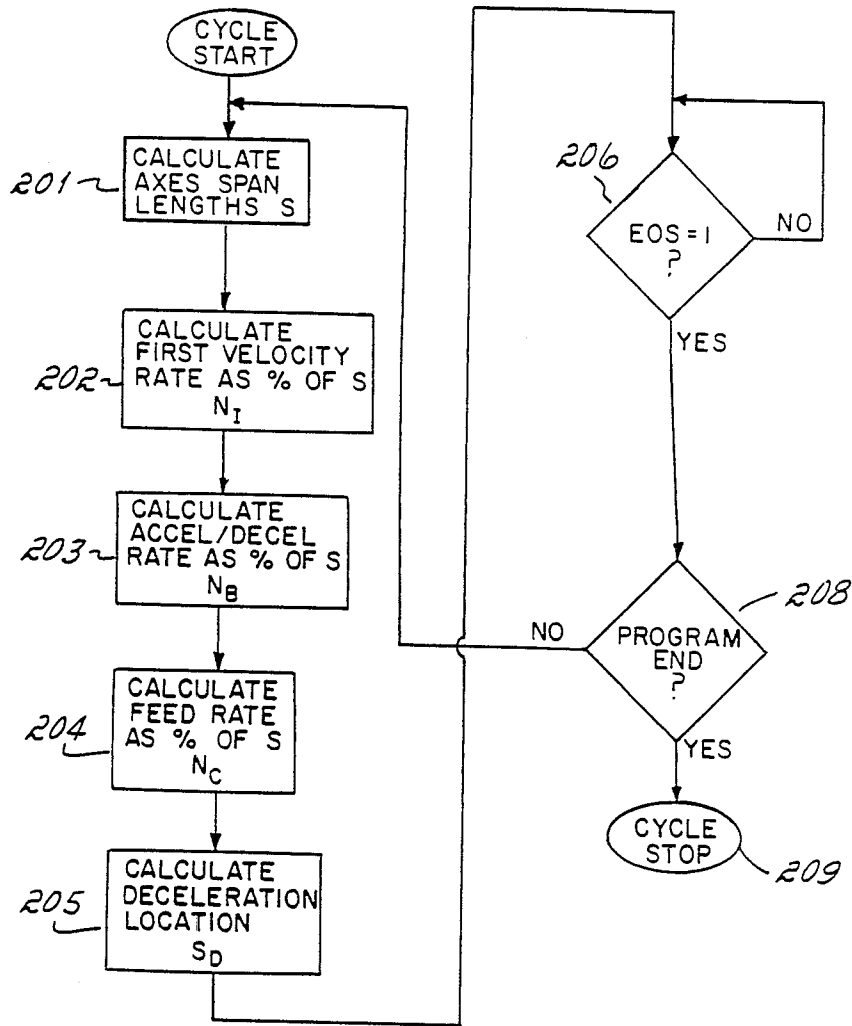 CYCLE
START
201
CALCULATE
AXES SPAN
LENGTHS S
202
CALCULATE
FIRST VELOCITY
RATE AS % OF S
N_I
203
CALCULATE
ACCEL/DECEL
RATE AS % OF S
N_B
204
CALCULATE
FEED RATE
AS % OF S
N_C
205
CALCULATE
DECELERATION
LOCATION
S_D
206
EOS=1
?
NO
YES
208
PROGRAM
END
?
NO
YES
CYCLE
STOP
209